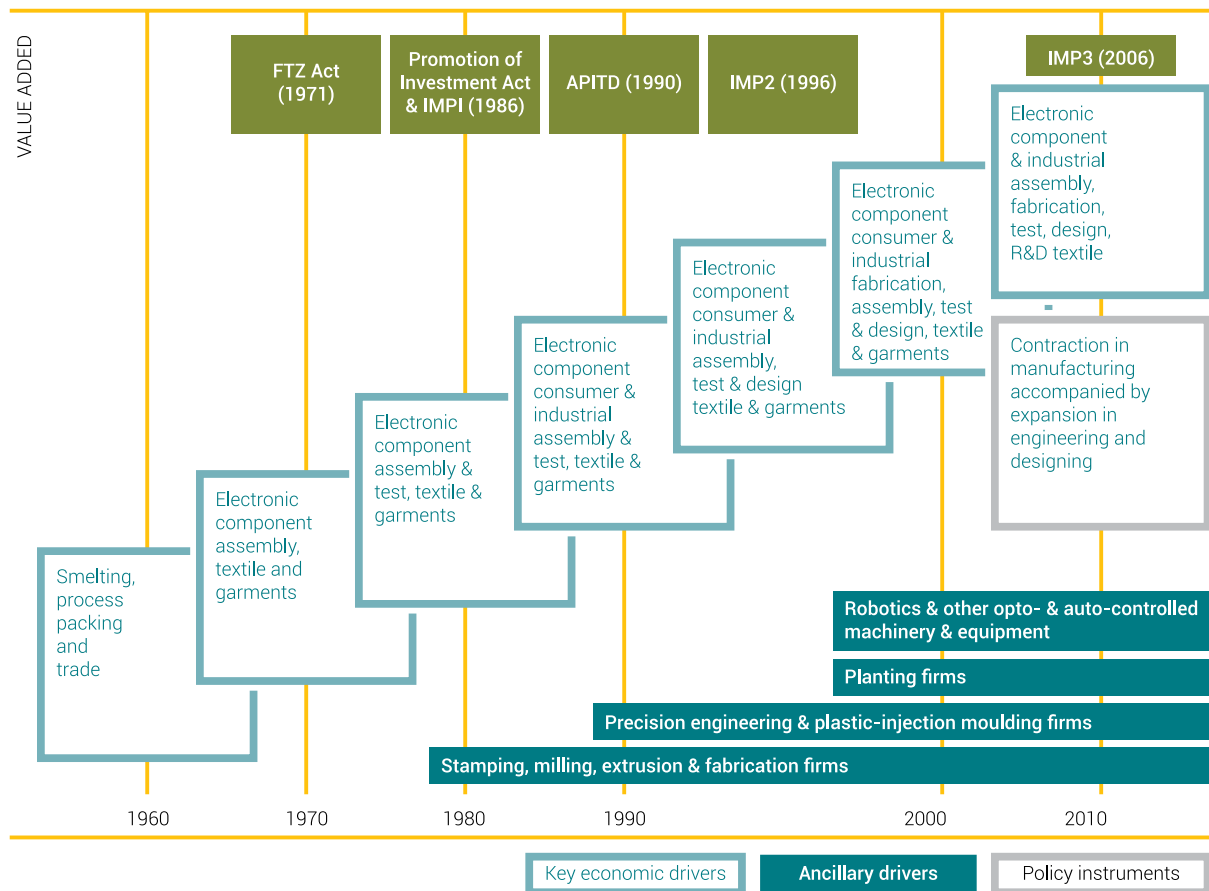 VALUE ADDED
FTZ Act
(1971)
Promotion of
Investment Act
& IMPI (1986)
APITD (1990)
IMP2 (1996)
IMP3 (2006)
Smelting,
process
packing
and
trade
Electronic
component
assembly,
textile and
garments
Electronic
component
assembly &
test, textile &
garments
Electronic
component
consumer &
industrial
assembly &
test, textile &
garments
Electronic
component
consumer &
industrial
assembly,
test & design
textile & garments
Electronic
component
consumer &
industrial
fabrication,
assembly, test
& design, textile
& garments
Electronic
component
& industrial
assembly,
fabrication,
test, design,
R&D textile
Contraction in
manufacturing
accompanied by
expansion in
engineering and
designing
Robotics & other opto- & auto-controlled
machinery & equipment
Planting firms
Precision engineering & plastic-injection moulding firms
Stamping, milling, extrusion & fabrication firms
1960
1970
1980
1990
2000
2010
Key economic drivers
Ancillary drivers
Policy instruments